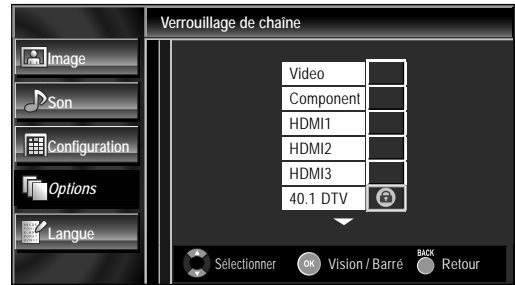 Verrouillage de chaîne
Image
Son
Configuration
Options
Langue
Video
Component
HDMI1
HDMI2
HDMI3
40.1 DTV
Sélectionner
OK
Vision / Barré
BACK
Retour